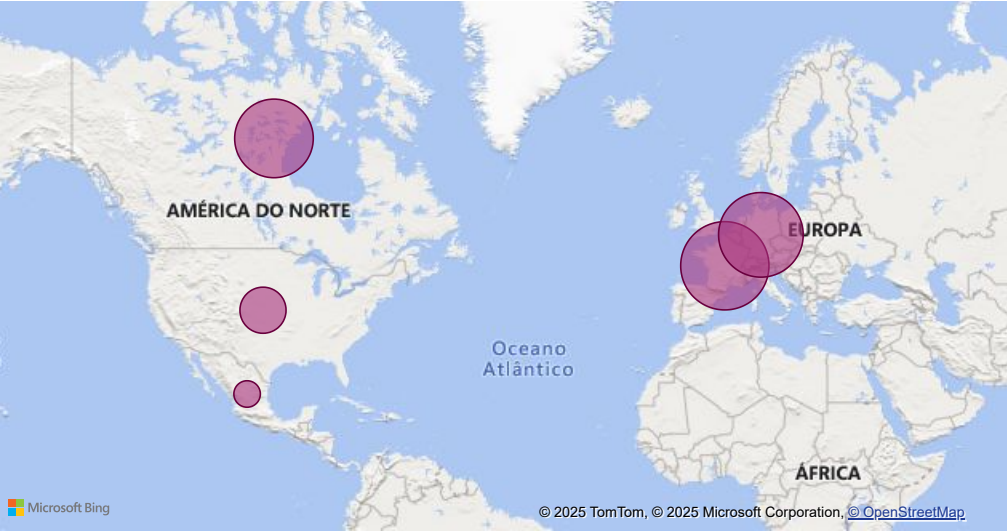 AMÉRICA DO NORTE
EUROPA
Oceano
Atlântico
ÁFRICA
Microsoft Bing
© 2025 TomTom, © 2025 Microsoft Corporation, © OpenStreetMap